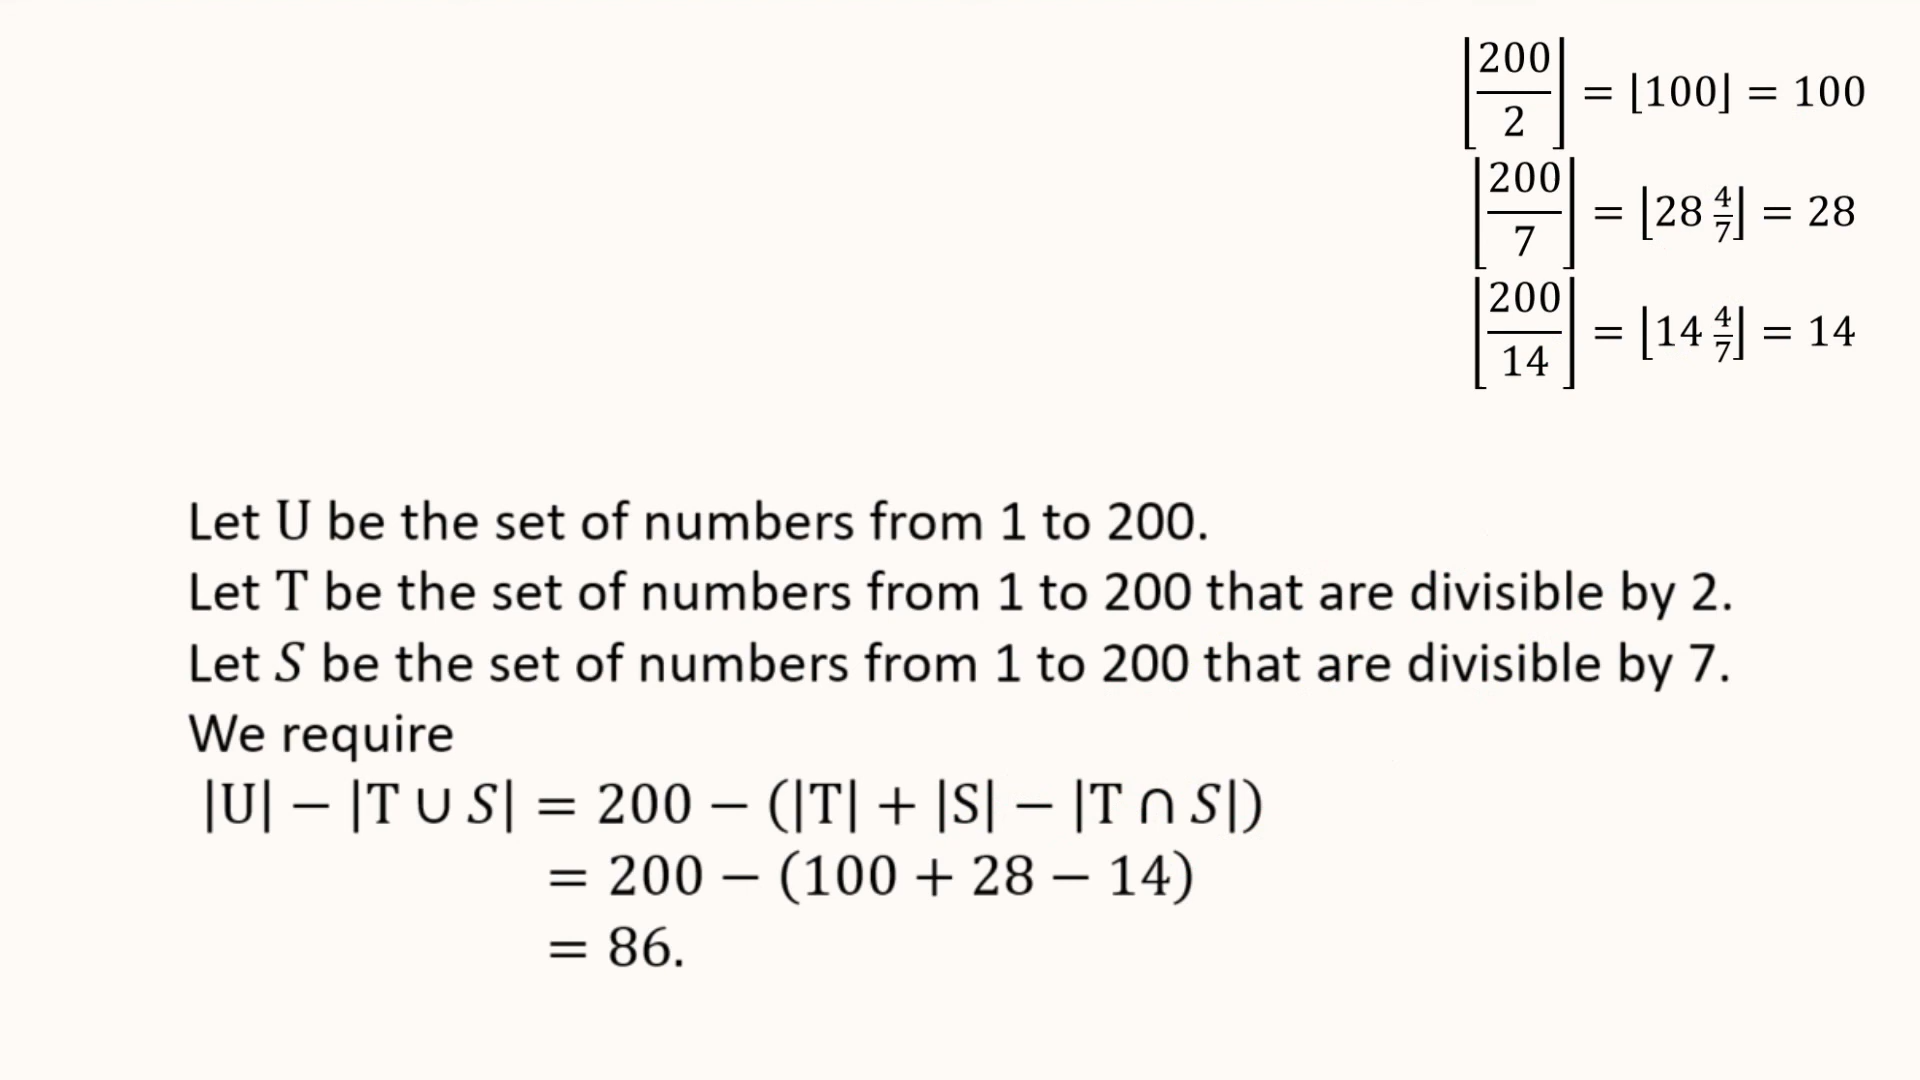 ⌊200/2⌋ = ⌊100⌋ = 100
⌊200/7⌋ = ⌊28 4/7⌋ = 28
⌊200/14⌋ = ⌊14 4/7⌋ = 14
Let U be the set of numbers from 1 to 200.
Let T be the set of numbers from 1 to 200 that are divisible by 2.
Let S be the set of numbers from 1 to 200 that are divisible by 7.
We require
|U| − |T ∪ S| = 200 − (|T| + |S| − |T ∩ S|)
= 200 − (100 + 28 − 14)
= 86.